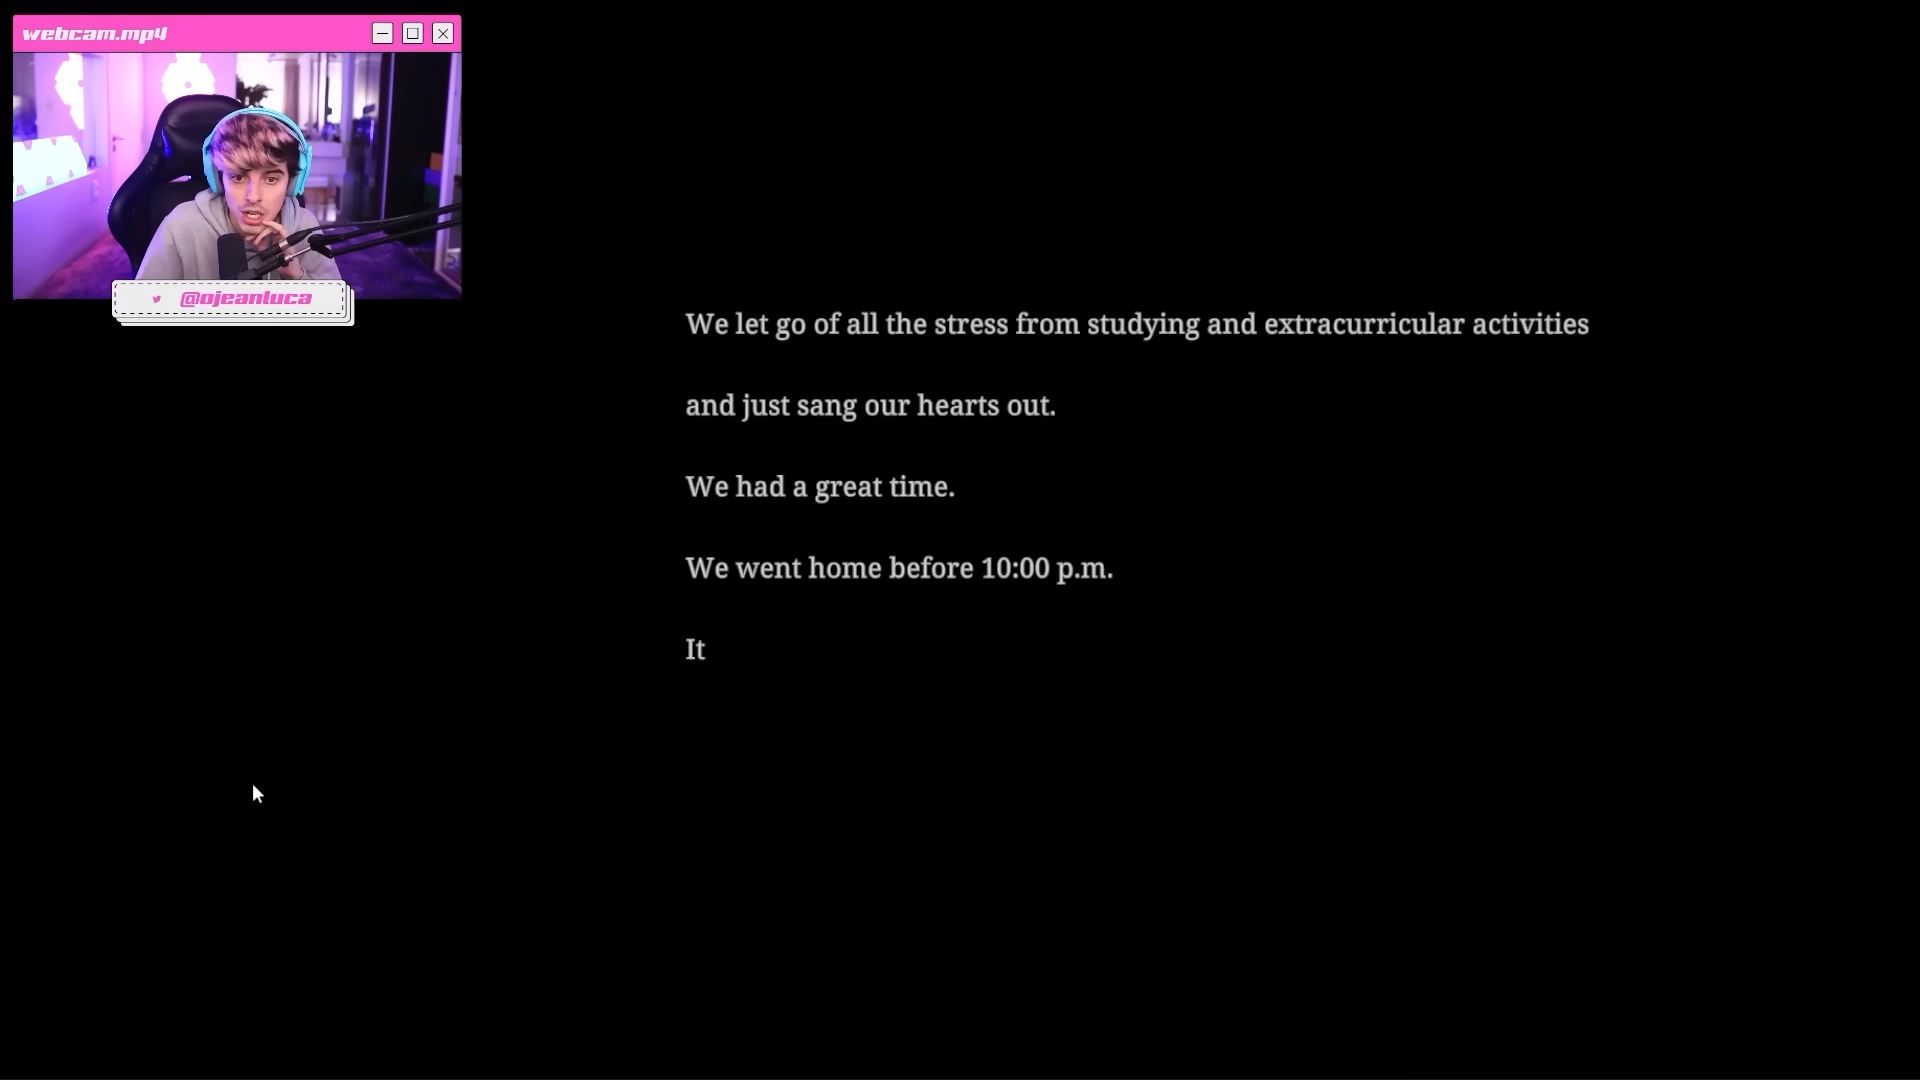 webcam.mp4
@ojeanluca
We let go of all the stress from studying and extracurricular activities
and just sang our hearts out.
We had a great time.
We went home before 10:00 p.m.
It